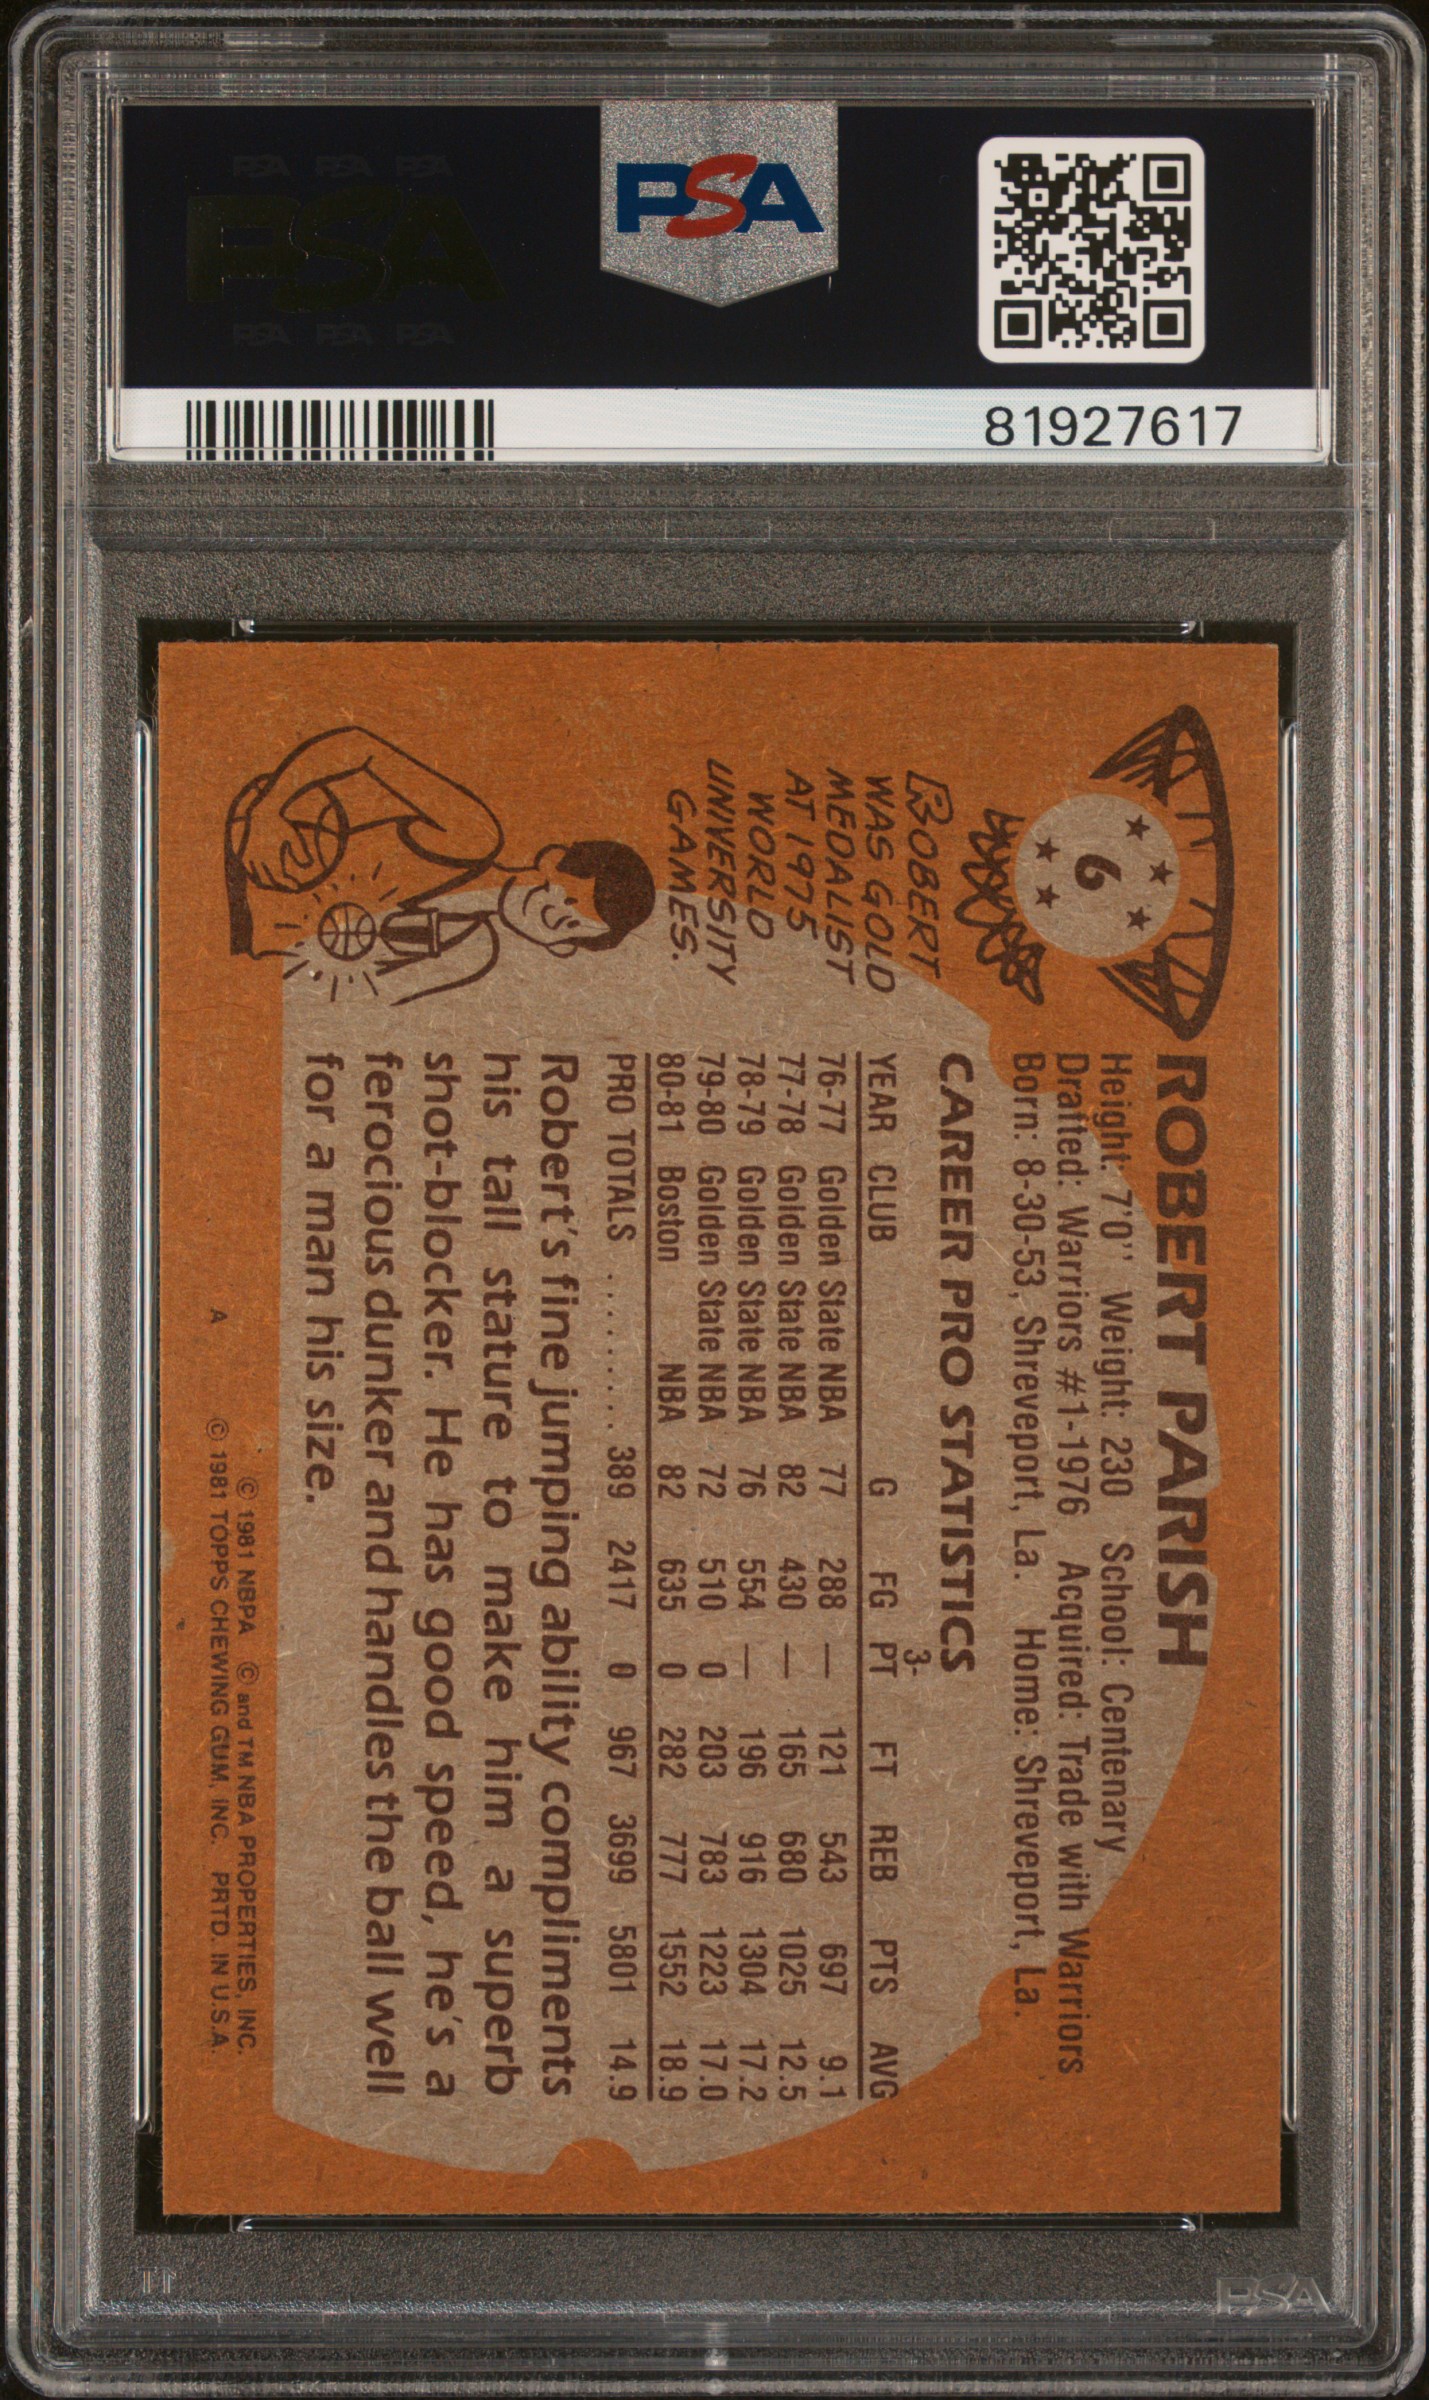 PSA PSA PSA
PSA
PSA PSA PSA
PSA
81927617
6
ROBERT PARISH
Height: 7'0" Weight: 230 School: Centenary
Drafted: Warriors #1-1976 Acquired: Trade with Warriors
Born: 8-30-53, Shreveport, La. Home: Shreveport, La.
ROBERT
WAS GOLD
MEDALIST
AT 1975
WORLD
UNIVERSITY
GAMES.
CAREER PRO STATISTICS
YEAR CLUB G FG 3-PT FT REB PTS AVG
76-77 Golden State NBA 77 288 — 121 543 697 9.1
77-78 Golden State NBA 82 430 — 165 680 1025 12.5
78-79 Golden State NBA 76 554 — 196 916 1304 17.2
79-80 Golden State NBA 72 510 0 203 783 1223 17.0
80-81 Boston NBA 82 635 0 282 777 1552 18.9
PRO TOTALS ........ 389 2417 0 967 3699 5801 14.9
Robert's fine jumping ability compliments
his tall stature to make him a superb
shot-blocker. He has good speed, he's a
ferocious dunker and handles the ball well
for a man his size.
© 1981 NBPA © and TM NBA PROPERTIES, INC.
A © 1981 TOPPS CHEWING GUM, INC. PRTD. IN U.S.A.
PSA